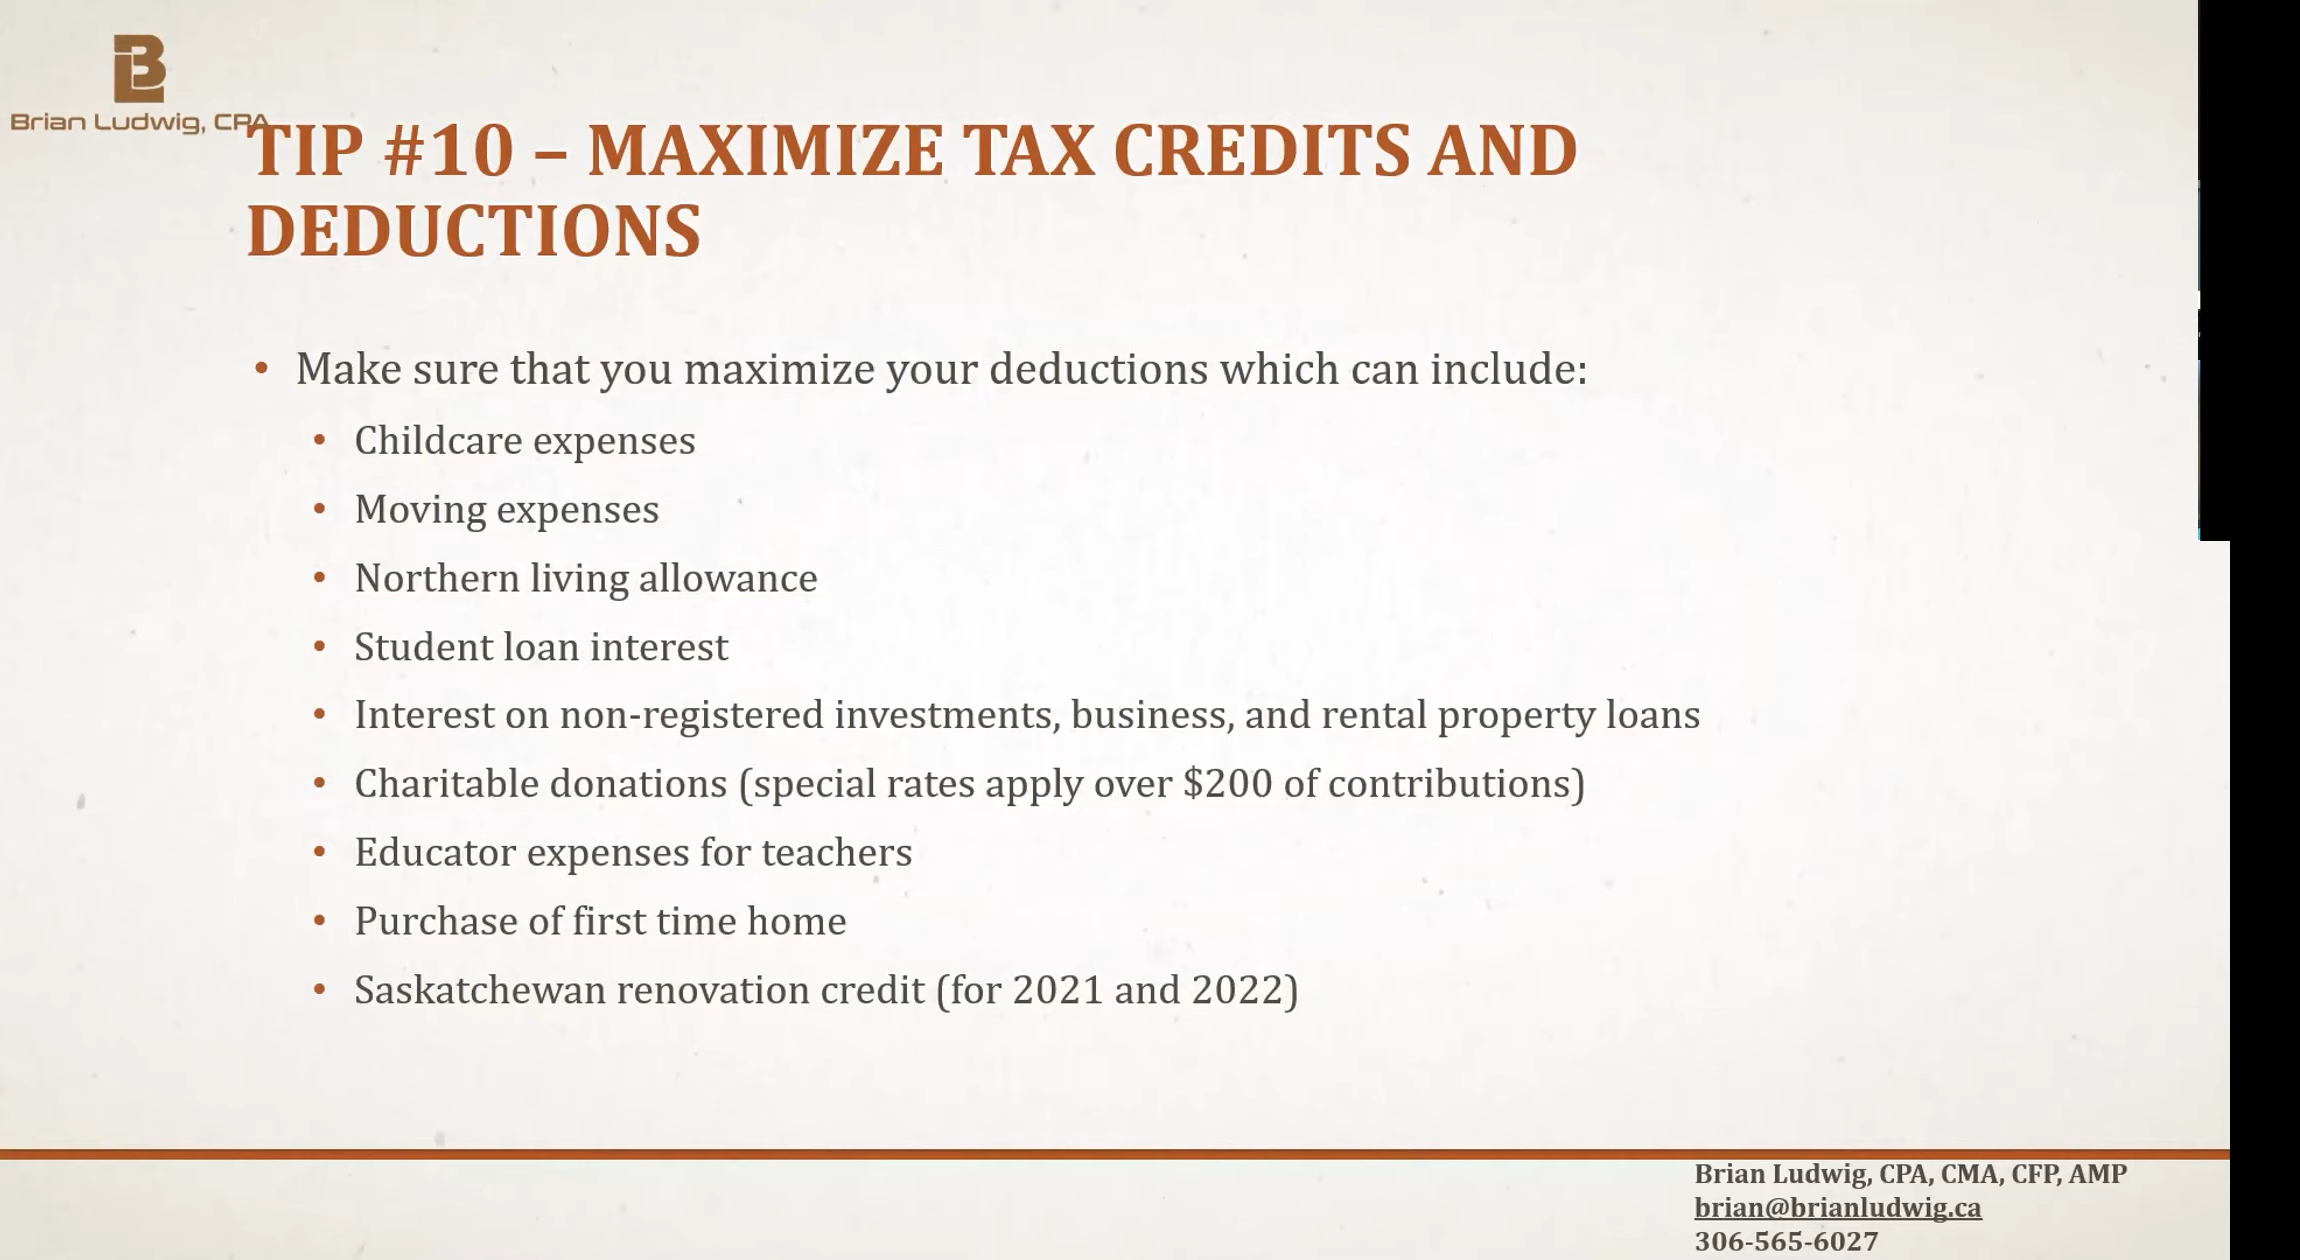 Brian Ludwig, CPA
TIP #10 – MAXIMIZE TAX CREDITS AND
DEDUCTIONS
• Make sure that you maximize your deductions which can include:
• Childcare expenses
• Moving expenses
• Northern living allowance
• Student loan interest
• Interest on non-registered investments, business, and rental property loans
• Charitable donations (special rates apply over $200 of contributions)
• Educator expenses for teachers
• Purchase of first time home
• Saskatchewan renovation credit (for 2021 and 2022)
Brian Ludwig, CPA, CMA, CFP, AMP
brian@brianludwig.ca
306-565-6027